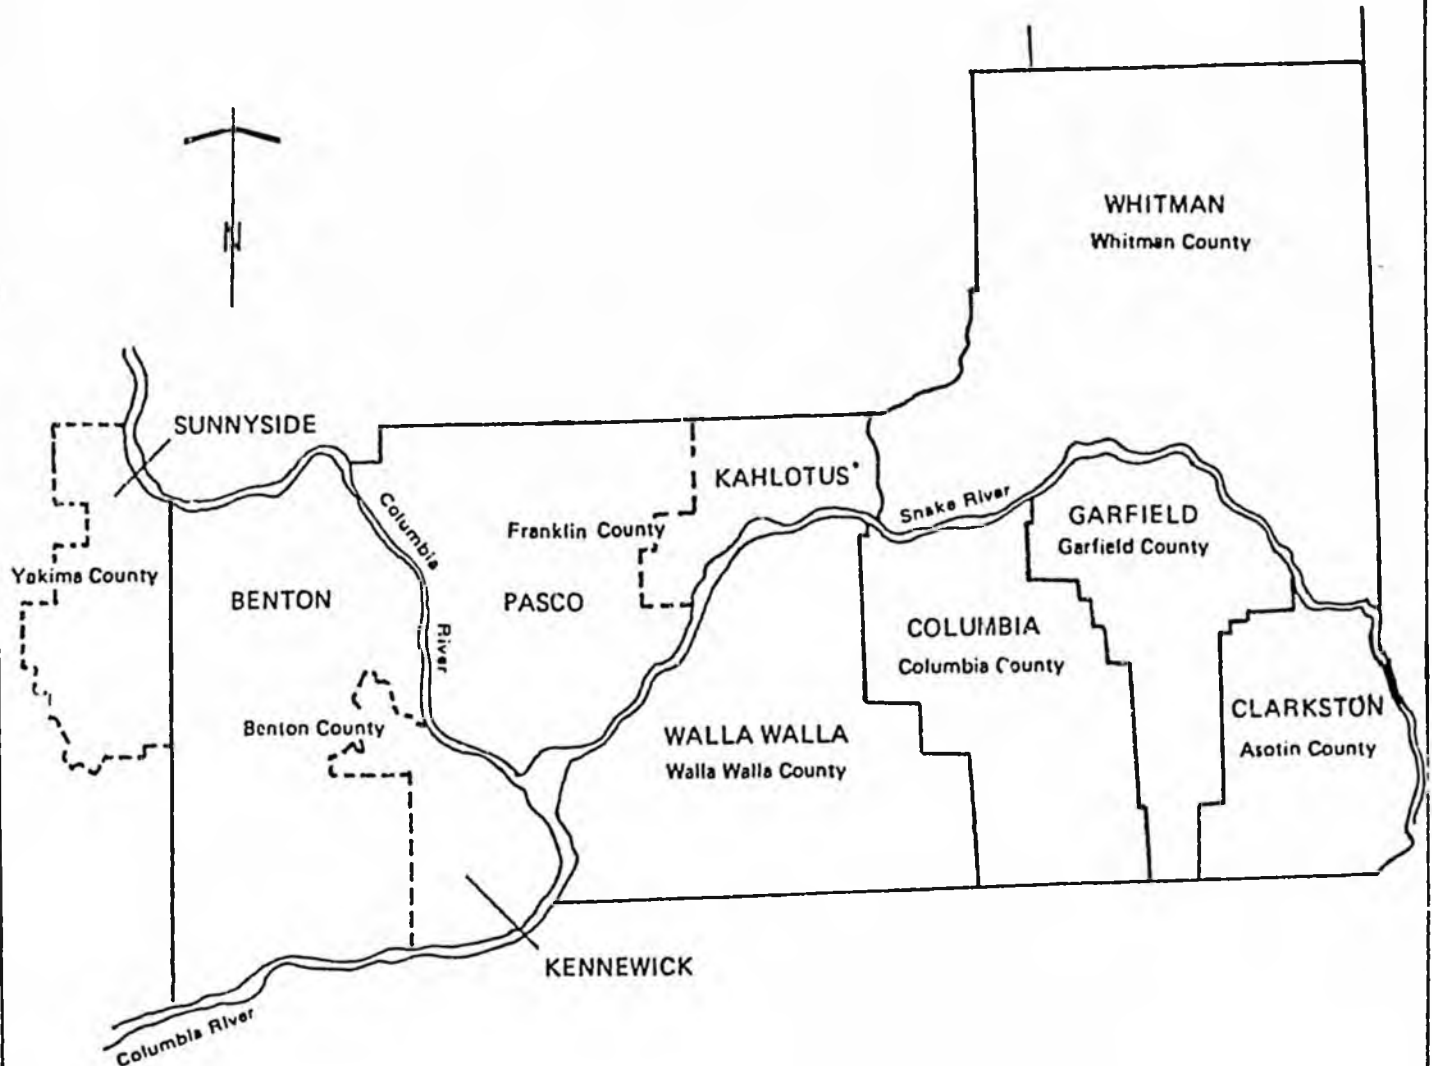 WHITMAN
Whitman County
N
SUNNYSIDE
KAHLOTUS*
Columbia
River
Snake River
Franklin County
GARFIELD
Garfield County
Yakima County
BENTON
PASCO
COLUMBIA
Columbia County
Benton County
WALLA WALLA
Walla Walla County
CLARKSTON
Asotin County
KENNEWICK
Columbia River